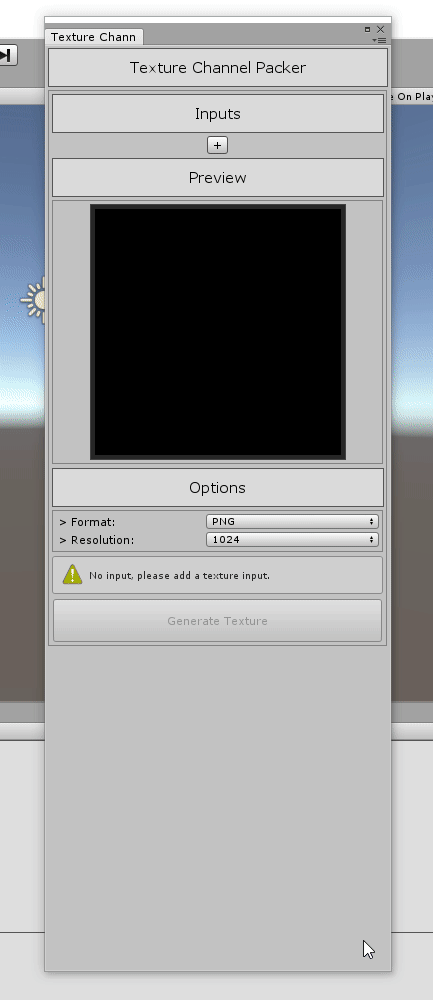 Texture Chann
Texture Channel Packer
e On Play
Inputs
+
Preview
Options
> Format: PNG
> Resolution: 1024
No input, please add a texture input.
Generate Texture